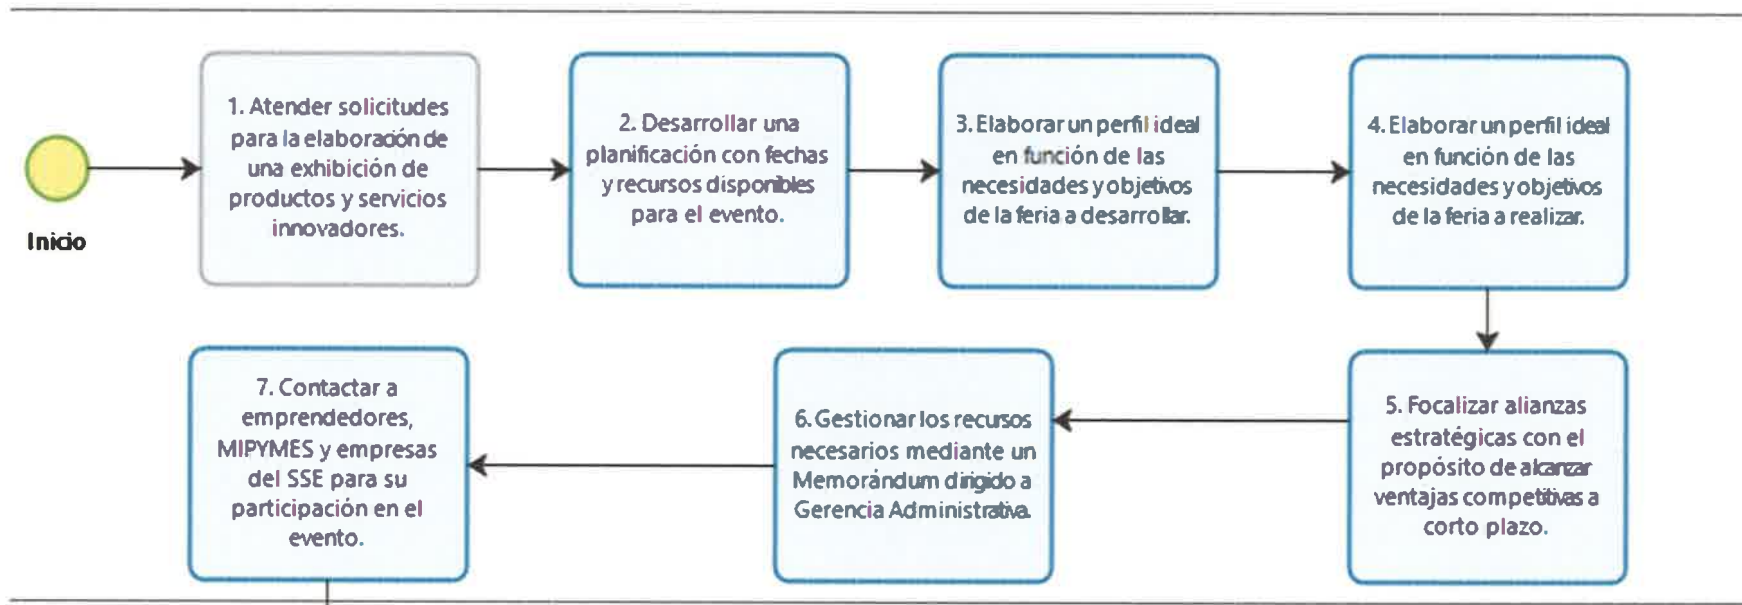 1. Atender solicitudes
para la elaboración de
una exhibición de
productos y servicios
innovadores.
2. Desarrollar una
planificación con fechas
y recursos disponibles
para el evento.
3. Elaborar un perfil ideal
en función de las
necesidades y objetivos
de la feria a desarrollar.
4. Elaborar un perfil ideal
en función de las
necesidades y objetivos
de la feria a realizar.
Inicio
7. Contactar a
emprendedores,
MIPYMES y empresas
del SSE para su
participación en el
evento.
6. Gestionar los recursos
necesarios mediante un
Memorándum dirigido a
Gerencia Administrativa.
5. Focalizar alianzas
estratégicas con el
propósito de alcanzar
ventajas competitivas a
corto plazo.